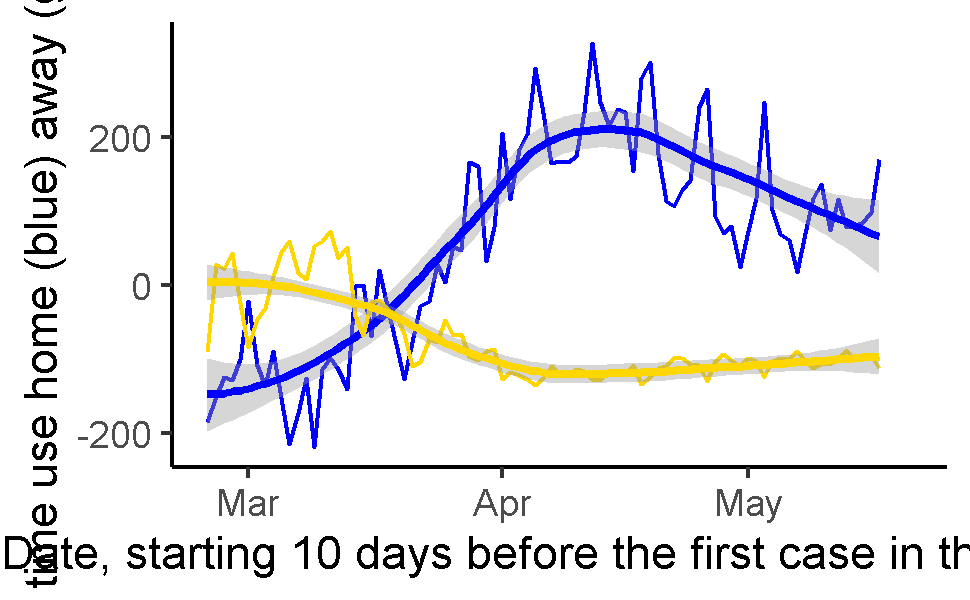 time use home (blue) away (
200
0
-200
Mar Apr May
Date, starting 10 days before the first case in th